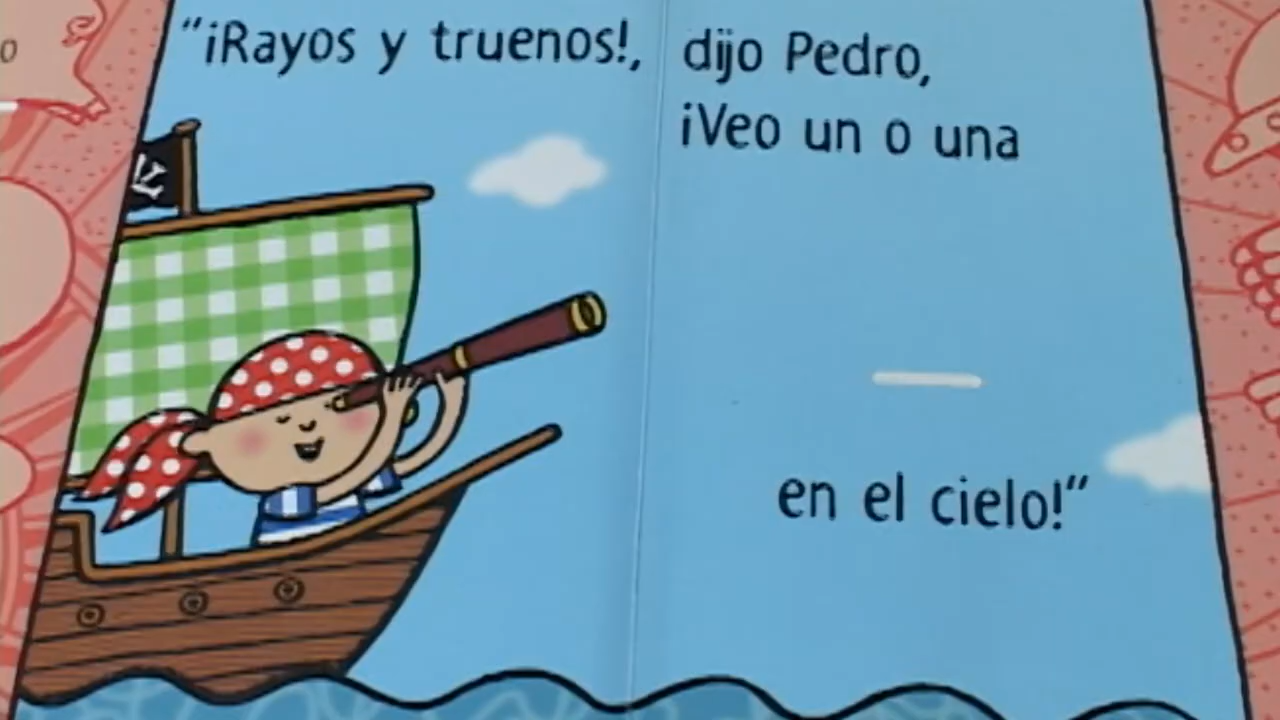 “¡Rayos y truenos!, dijo Pedro,
¡Veo un o una
en el cielo!”